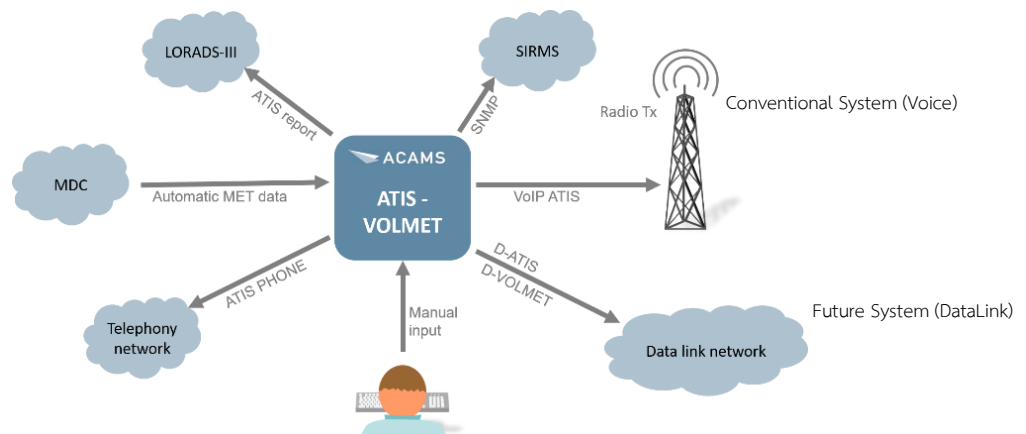 LORADS-III
SIRMS
ATIS report
SNMP
Radio Tx
Conventional System (Voice)
ACAMS
ATIS -
VOLMET
MDC
Automatic MET data
VoIP ATIS
ATIS PHONE
D-ATIS
D-VOLMET
Manual
input
Telephony
network
Data link network
Future System (DataLink)